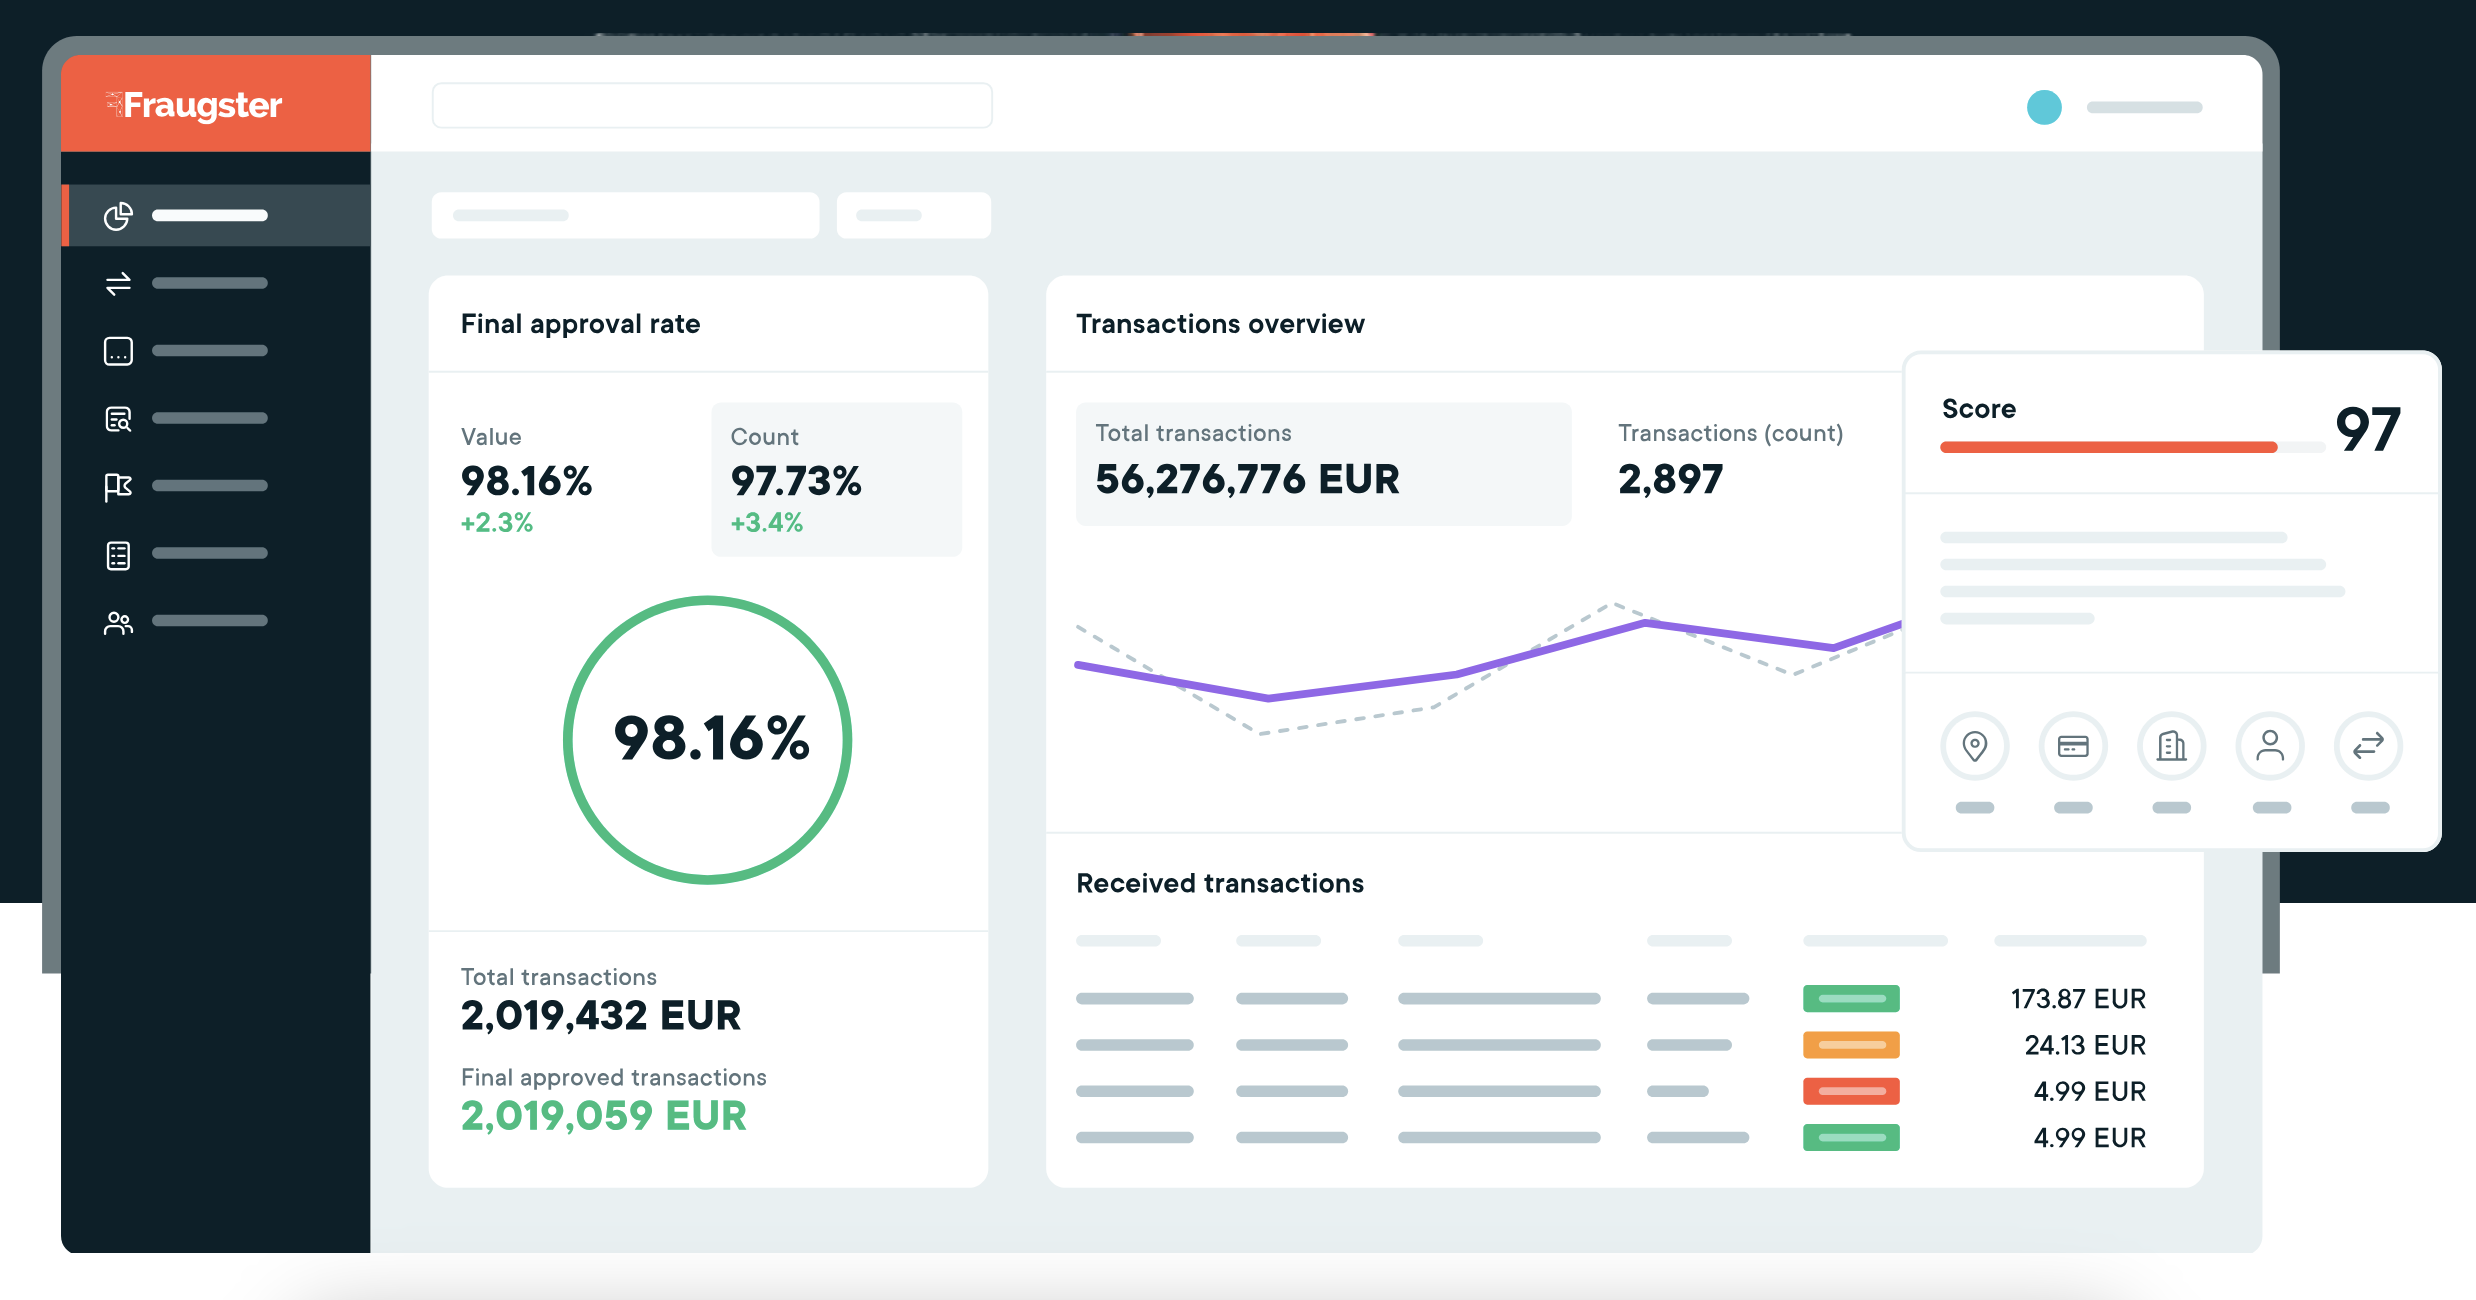 Fraugster
Final approval rate
Value
98.16%
+2.3%
Count
97.73%
+3.4%
98.16%
Total transactions
2,019,432 EUR
Final approved transactions
2,019,059 EUR
Transactions overview
Total transactions
56,276,776 EUR
Transactions (count)
2,897
Score
97
Received transactions
173.87 EUR
24.13 EUR
4.99 EUR
4.99 EUR